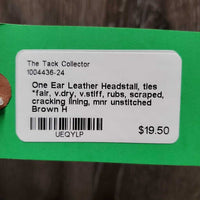 The Tack Collector
1004436-24
One Ear Leather Headstall, ties
*fair, v.dry, v.stiff, rubs, scraped,
cracking lining, mnr unstitched
Brown H
UEQYLP
$19.50